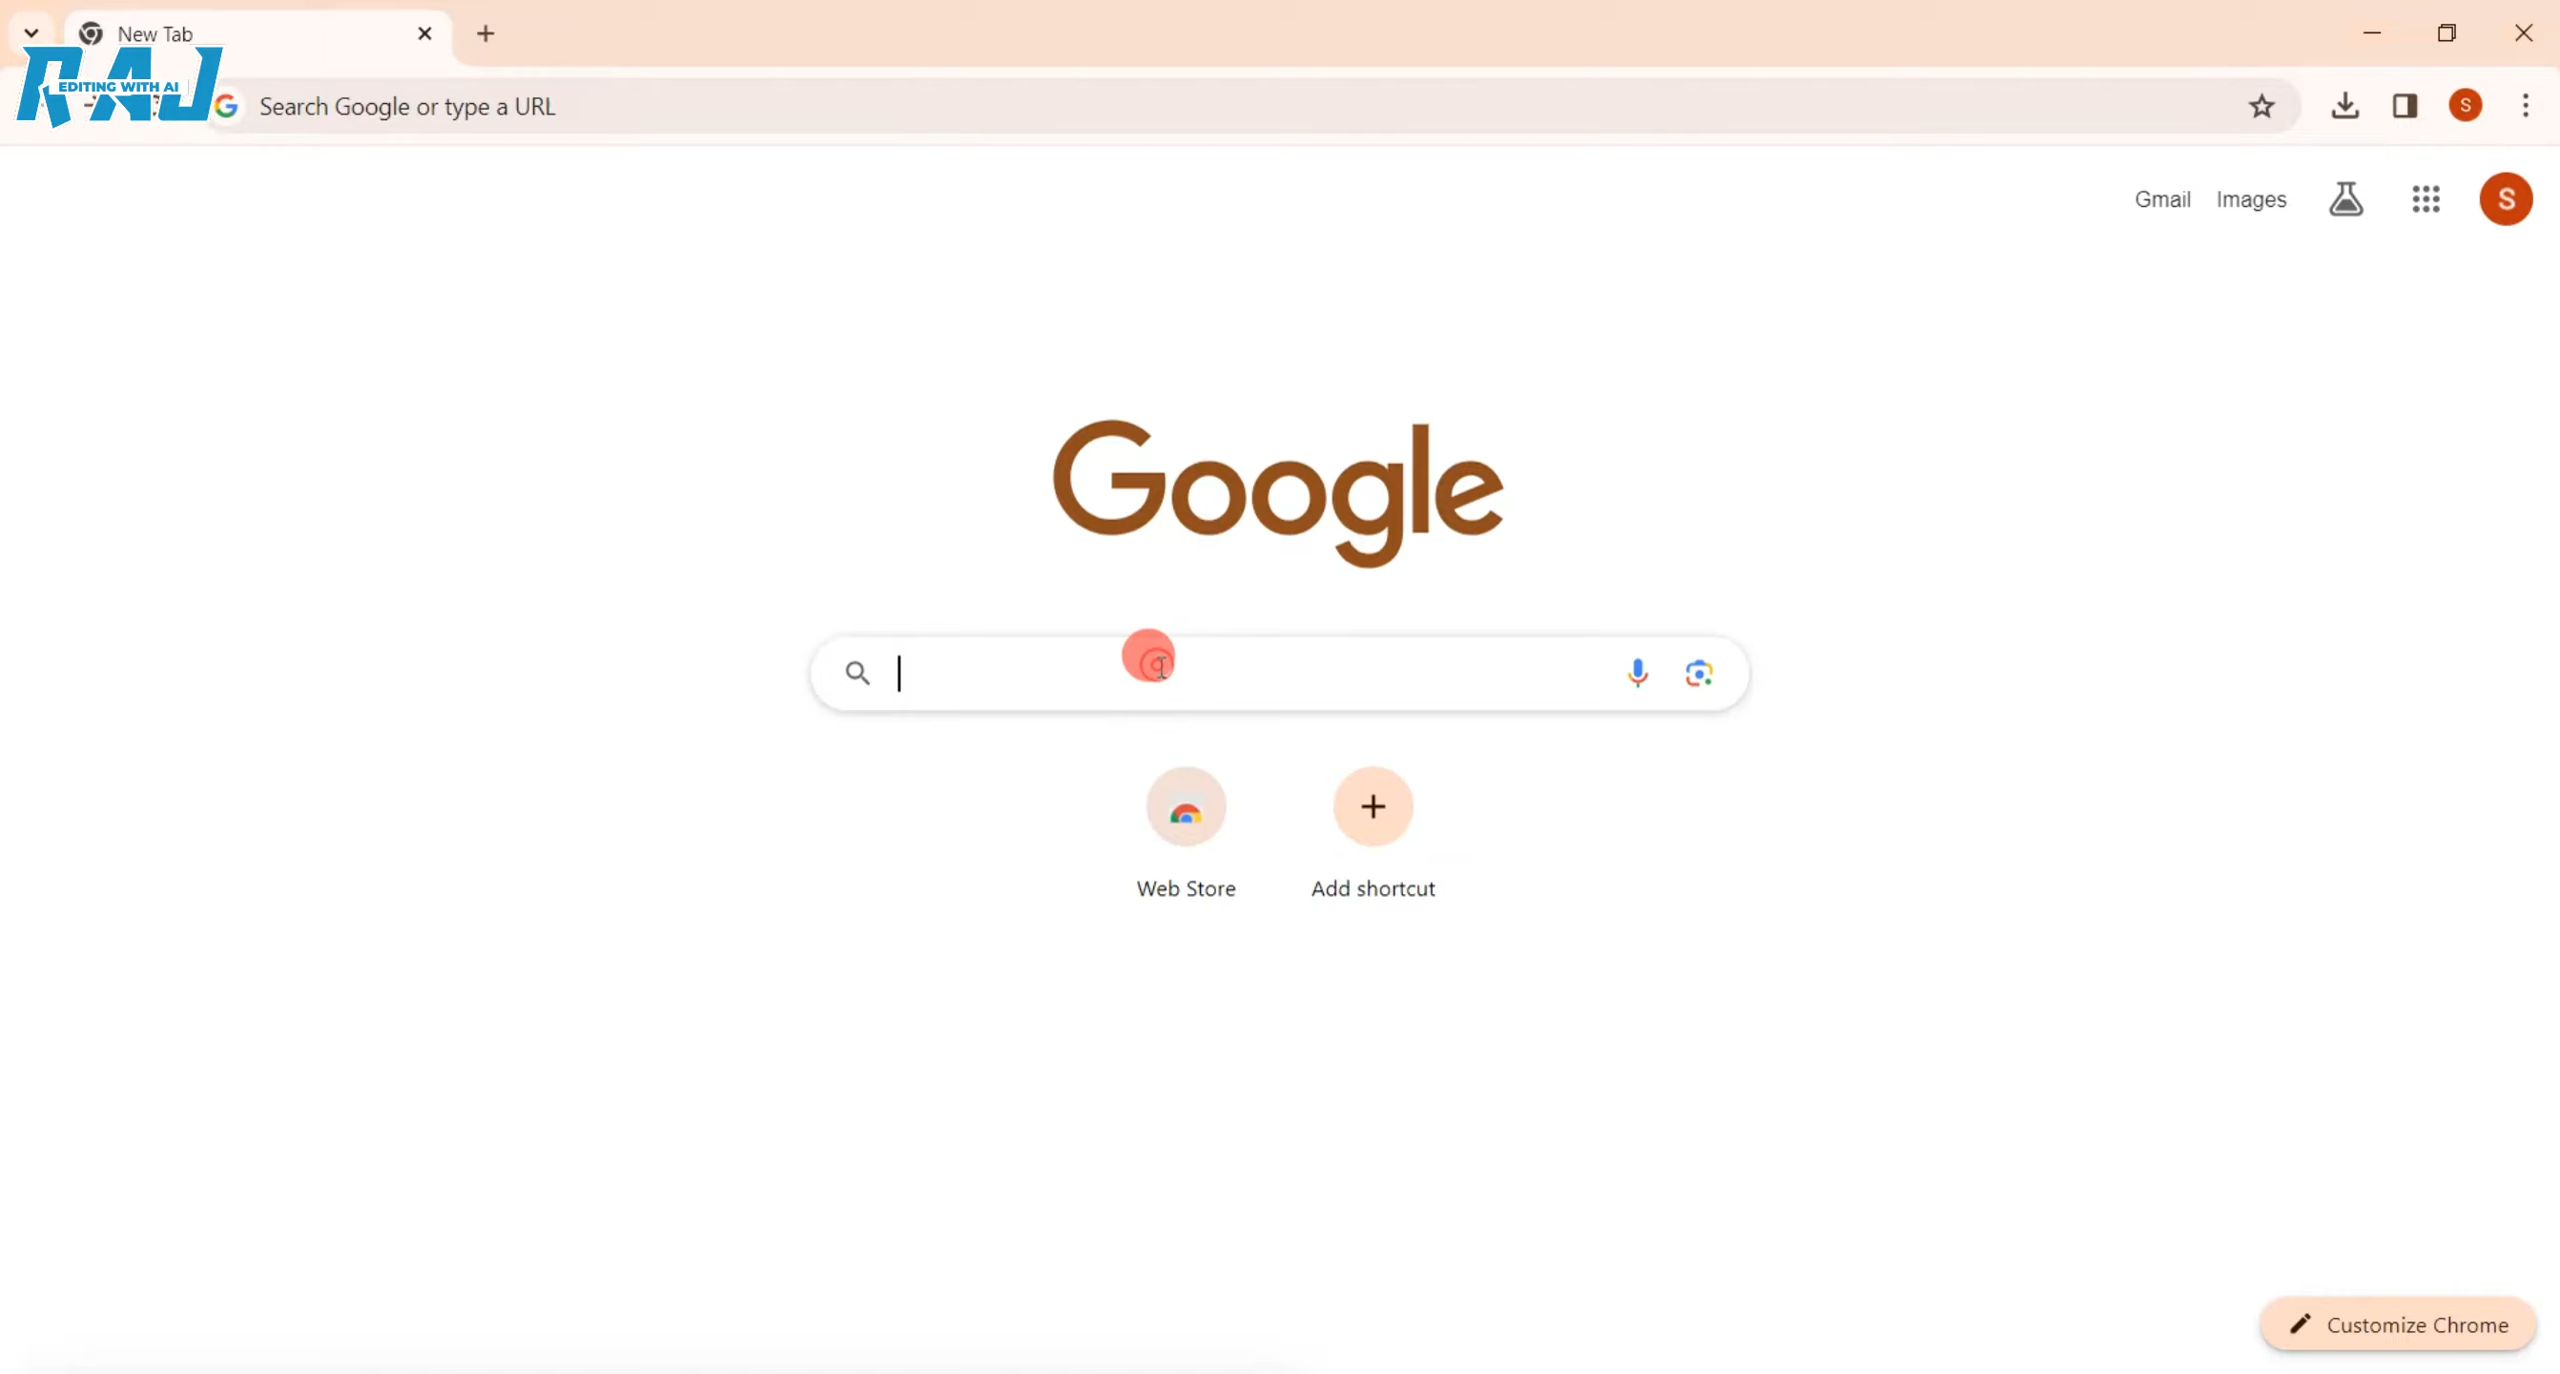 New Tab
RAJ
EDITING WITH AI
Search Google or type a URL
S
Gmail Images
S
Google
Web Store
Add shortcut
Customize Chrome